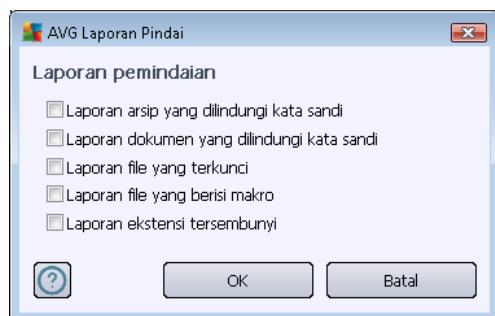 AVG Laporan Pindai
Laporan pemindaian
Laporan arsip yang dilindungi kata sandi
Laporan dokumen yang dilindungi kata sandi
Laporan file yang terkunci
Laporan file yang berisi makro
Laporan ekstensi tersembunyi
? OK Batal